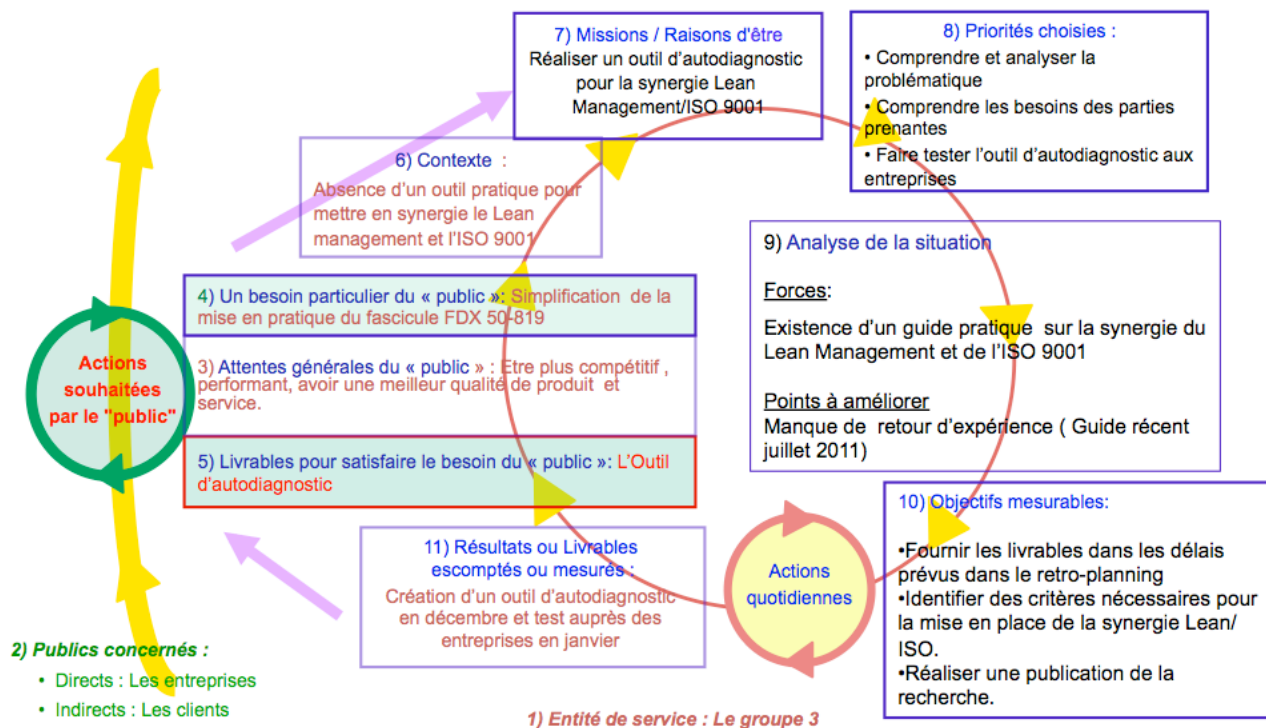 7) Missions / Raisons d'être
Réaliser un outil d'autodiagnostic
pour la synergie Lean
Management/ISO 9001
8) Priorités choisies :
• Comprendre et analyser la
problématique
• Comprendre les besoins des parties
prenantes
• Faire tester l'outil d'autodiagnostic aux
entreprises
6) Contexte :
Absence d'un outil pratique pour
mettre en synergie le Lean
management et l'ISO 9001
9) Analyse de la situation
Forces:
Existence d'un guide pratique sur la synergie du
Lean Management et de l'ISO 9001
Points à améliorer
Manque de retour d'expérience ( Guide récent
juillet 2011)
4) Un besoin particulier du « public »: Simplification de la
mise en pratique du fascicule FDX 50-819
3) Attentes générales du « public » : Etre plus compétitif ,
performant, avoir une meilleur qualité de produit et
service.
5) Livrables pour satisfaire le besoin du « public »: L'Outil
d'autodiagnostic
Actions
souhaitées
par le "public"
10) Objectifs mesurables:
•Fournir les livrables dans les délais
prévus dans le retro-planning
•Identifier des critères nécessaires pour
la mise en place de la synergie Lean/
ISO.
•Réaliser une publication de la
recherche.
Actions
quotidiennes
11) Résultats ou Livrables
escomptés ou mesurés :
Création d'un outil d'autodiagnostic
en décembre et test auprès des
entreprises en janvier
2) Publics concernés :
• Directs : Les entreprises
• Indirects : Les clients
1) Entité de service : Le groupe 3